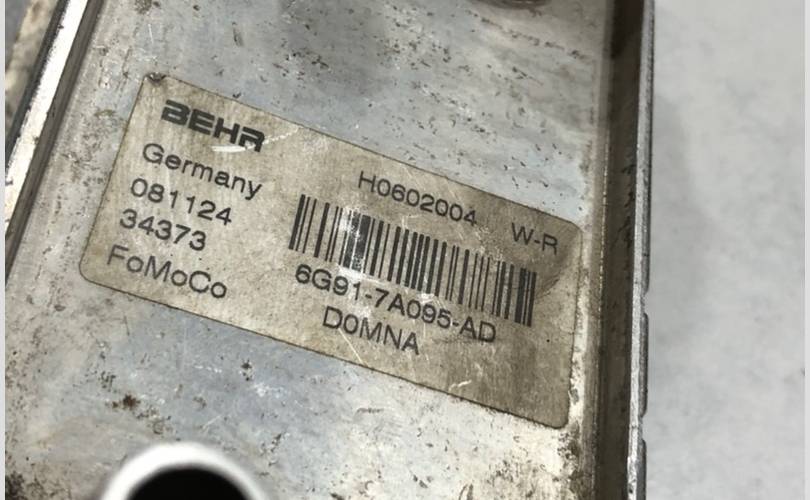 BEHR
Germany
081124
34373
FoMoCo
H0602004 W-R
6G91-7A095-AD
D0MNA